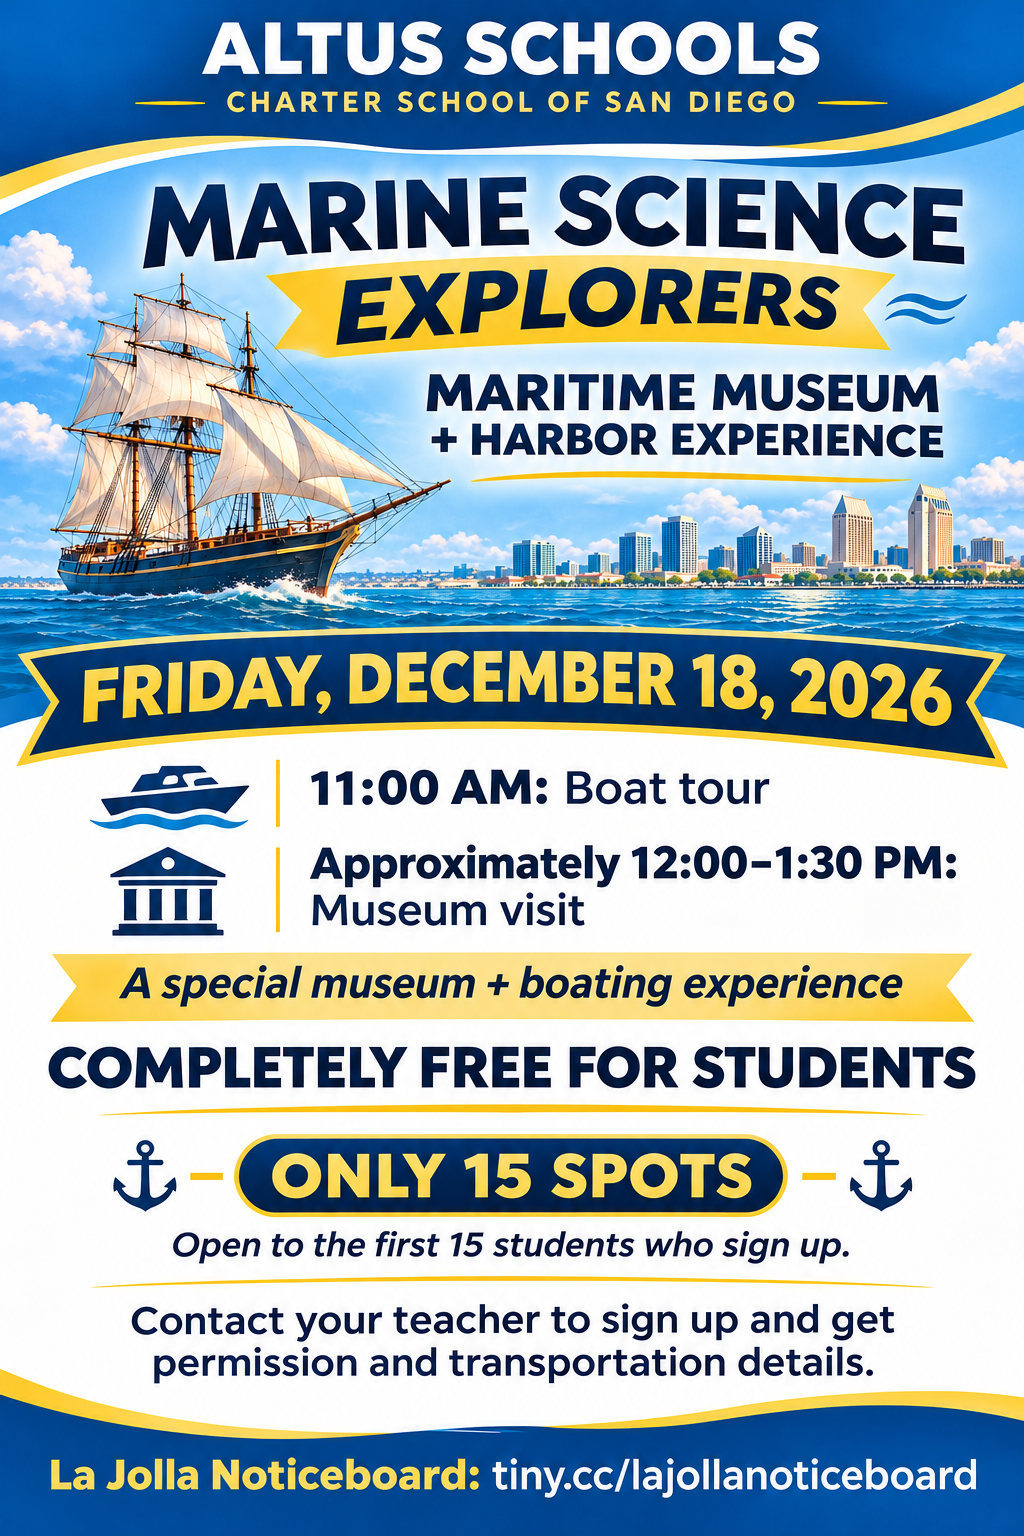 ALTUS SCHOOLS
CHARTER SCHOOL OF SAN DIEGO
MARINE SCIENCE
EXPLORERS
MARITIME MUSEUM
+ HARBOR EXPERIENCE
FRIDAY, DECEMBER 18, 2026
11:00 AM: Boat tour
Approximately 12:00–1:30 PM:
Museum visit
A special museum + boating experience
COMPLETELY FREE FOR STUDENTS
ONLY 15 SPOTS
Open to the first 15 students who sign up.
Contact your teacher to sign up and get
permission and transportation details.
La Jolla Noticeboard: tiny.cc/lajollanoticeboard